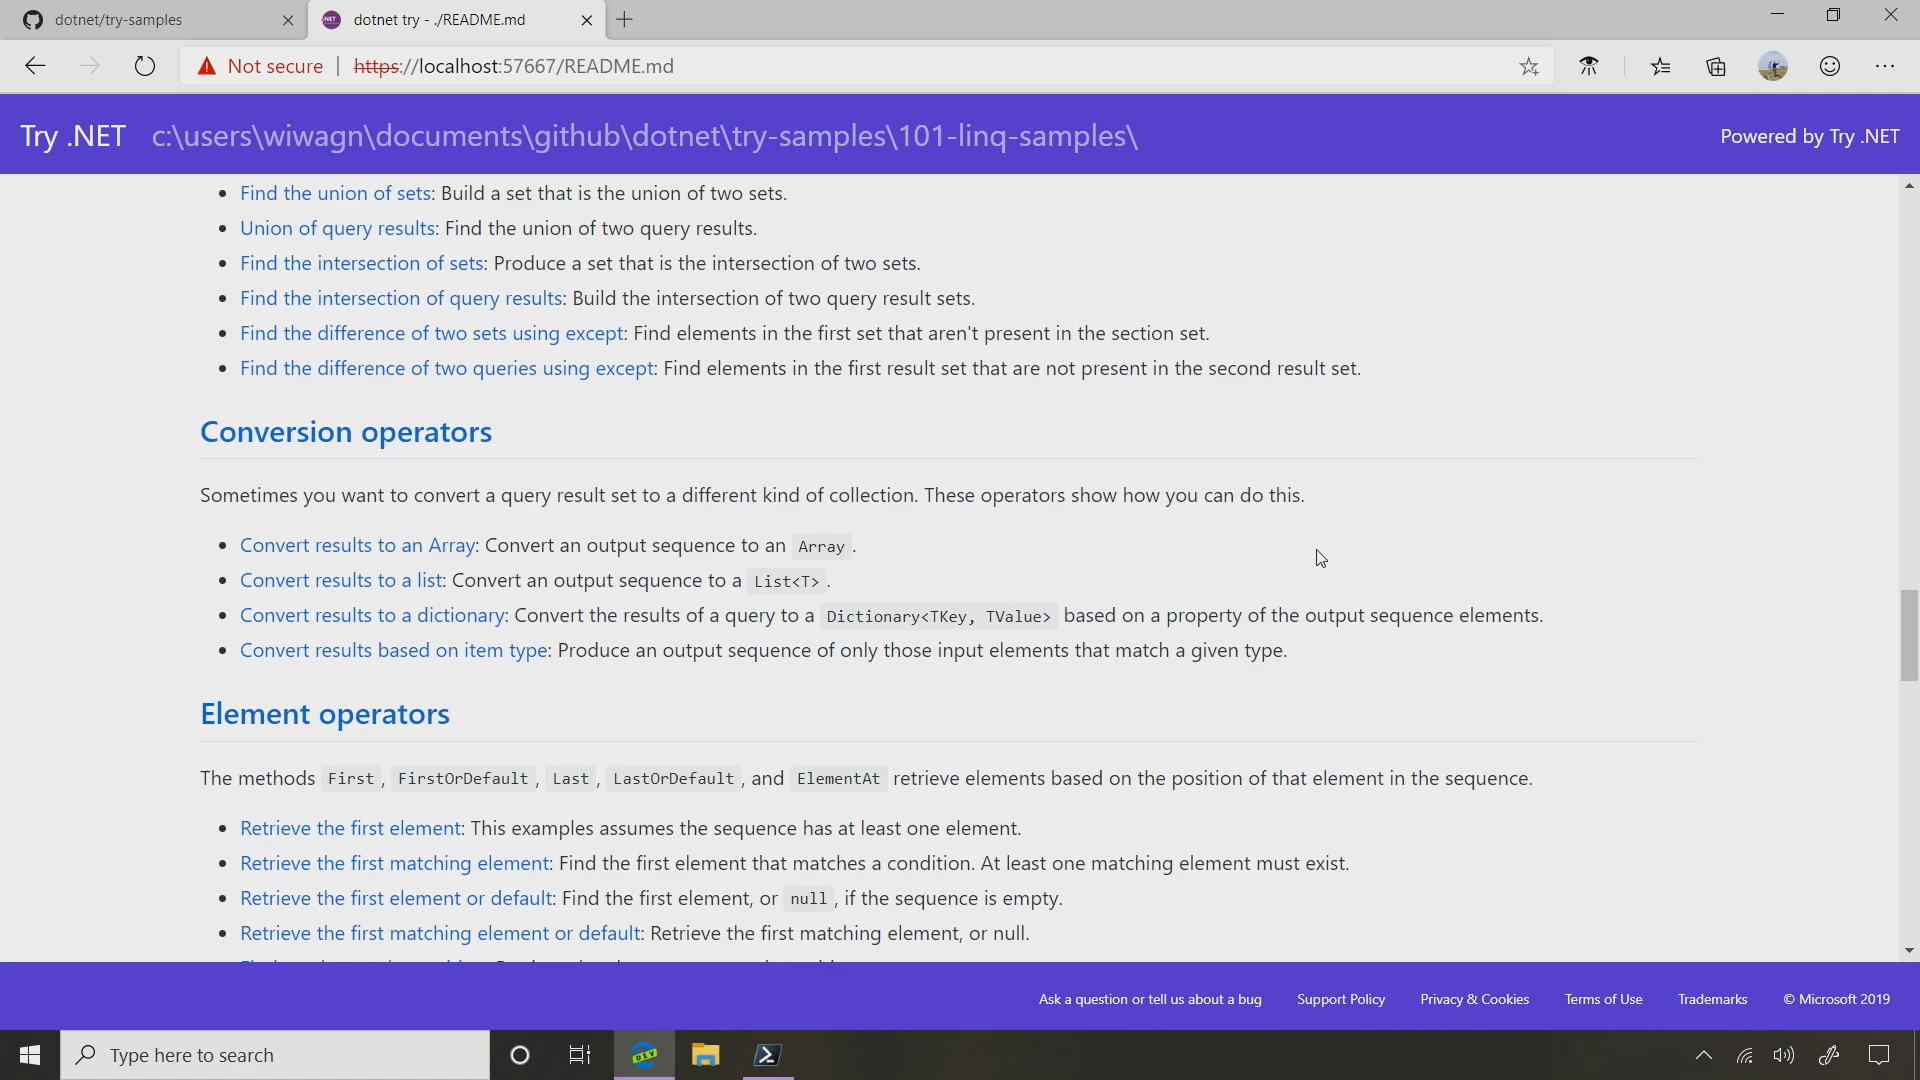 dotnet/try-samples
dotnet try - ./README.md
Not secure | https://localhost:57667/README.md
Try .NET c:\users\wiwagn\documents\github\dotnet\try-samples\101-linq-samples\ Powered by Try .NET
Find the union of sets: Build a set that is the union of two sets.
Union of query results: Find the union of two query results.
Find the intersection of sets: Produce a set that is the intersection of two sets.
Find the intersection of query results: Build the intersection of two query result sets.
Find the difference of two sets using except: Find elements in the first set that aren't present in the section set.
Find the difference of two queries using except: Find elements in the first result set that are not present in the second result set.
Conversion operators
Sometimes you want to convert a query result set to a different kind of collection. These operators show how you can do this.
Convert results to an Array: Convert an output sequence to an Array.
Convert results to a list: Convert an output sequence to a List<T>.
Convert results to a dictionary: Convert the results of a query to a Dictionary<TKey, TValue> based on a property of the output sequence elements.
Convert results based on item type: Produce an output sequence of only those input elements that match a given type.
Element operators
The methods First, FirstOrDefault, Last, LastOrDefault, and ElementAt retrieve elements based on the position of that element in the sequence.
Retrieve the first element: This examples assumes the sequence has at least one element.
Retrieve the first matching element: Find the first element that matches a condition. At least one matching element must exist.
Retrieve the first element or default: Find the first element, or null, if the sequence is empty.
Retrieve the first matching element or default: Retrieve the first matching element, or null.
Ask a question or tell us about a bug Support Policy Privacy & Cookies Terms of Use Trademarks © Microsoft 2019
Type here to search
DEV